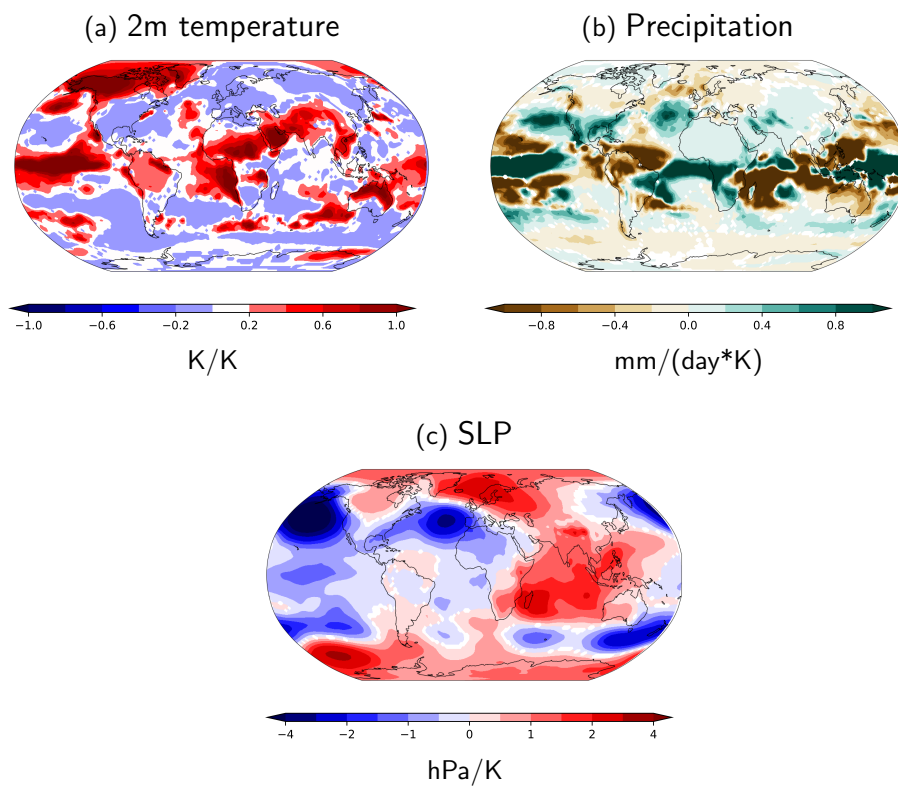 (a) 2m temperature
(b) Precipitation
−1.0 −0.6 −0.2 0.2 0.6 1.0
K/K
−0.8 −0.4 0.0 0.4 0.8
mm/(day*K)
(c) SLP
−4 −2 −1 0 1 2 4
hPa/K